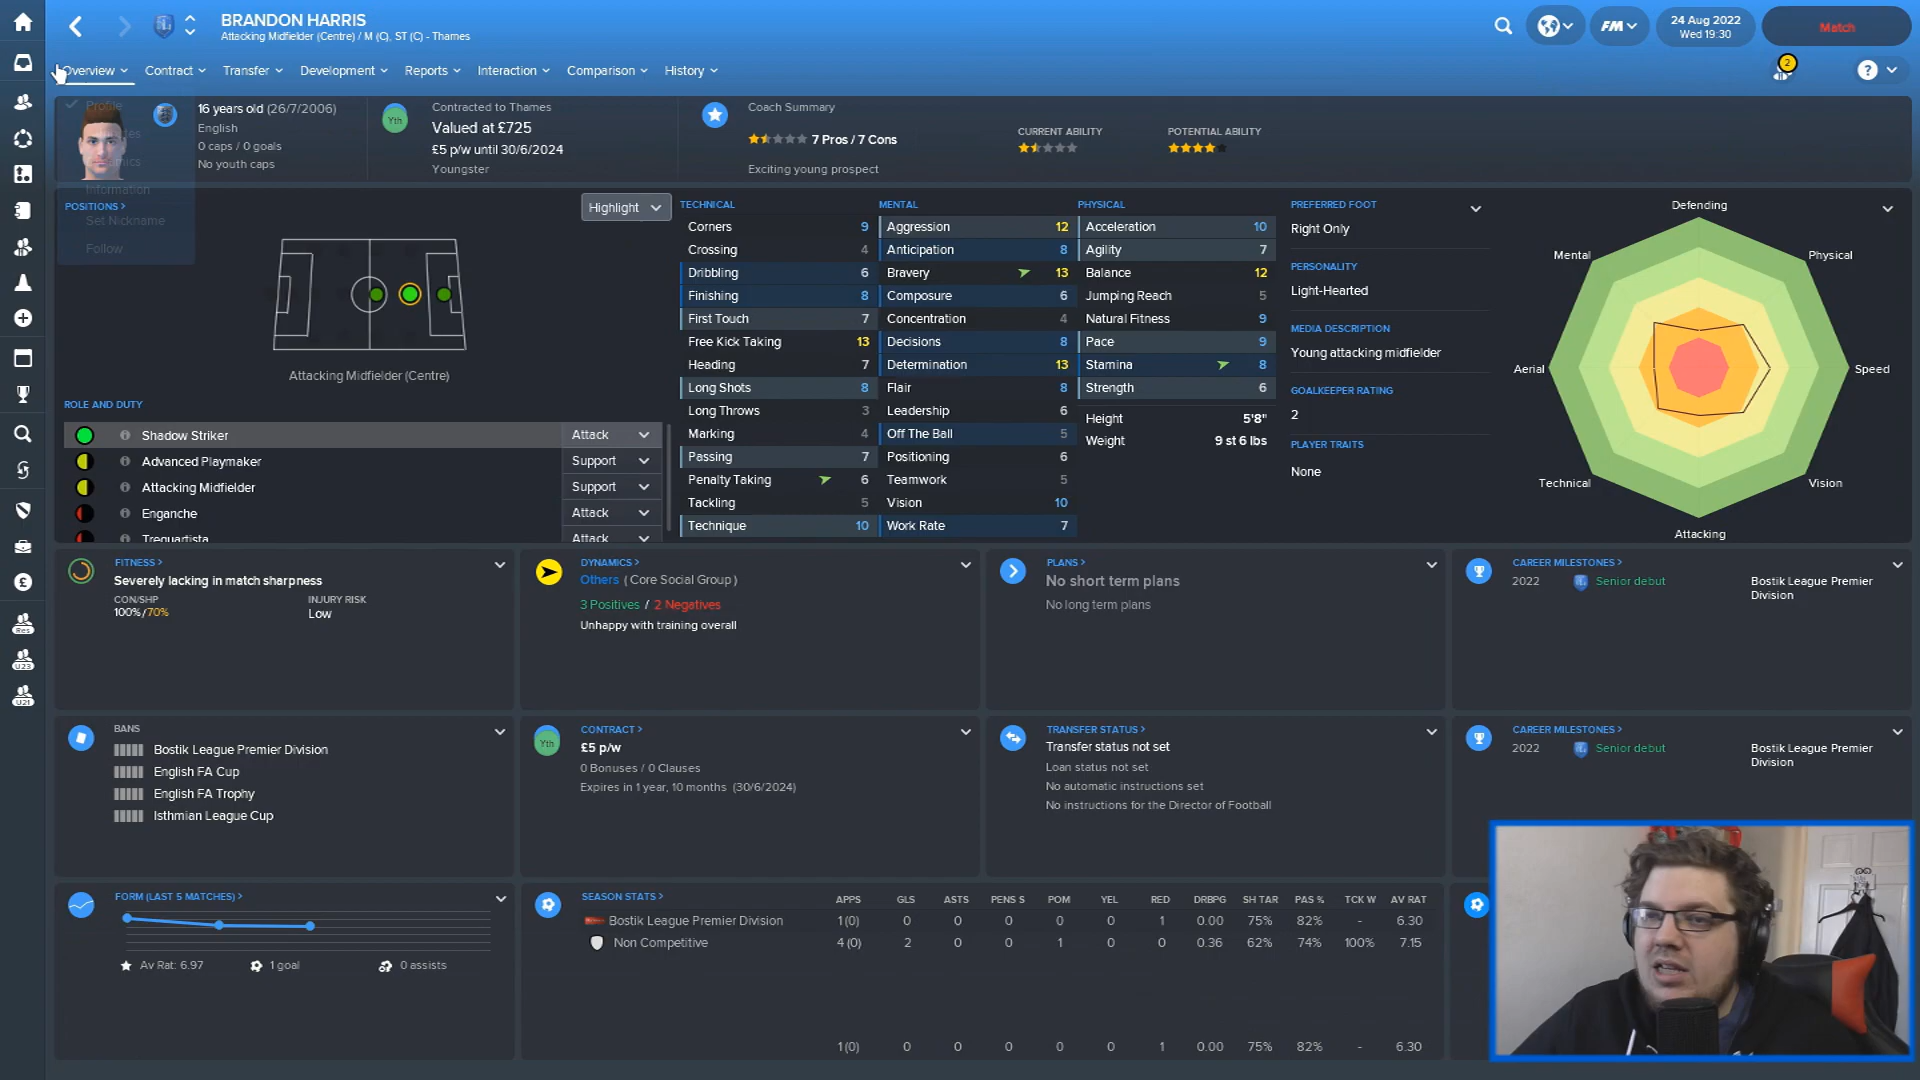 BRANDON HARRIS
Attacking Midfielder (Centre) / M (C), ST (C) - Thames
FM
24 Aug 2022
Wed 19:30
Match
Overview
Contract
Transfer
Development
Reports
Interaction
Comparison
History
2
?
Profile
Information
Set Nickname
Follow
16 years old (26/7/2006)
English
0 caps / 0 goals
No youth caps
Yth
Contracted to Thames
Valued at £725
£5 p/w until 30/6/2024
Youngster
Coach Summary
7 Pros / 7 Cons
Exciting young prospect
CURRENT ABILITY
POTENTIAL ABILITY
POSITIONS >
Highlight
Attacking Midfielder (Centre)
ROLE AND DUTY
Shadow Striker Attack
Advanced Playmaker Support
Attacking Midfielder Support
Enganche Attack
Trequartista Attack
TECHNICAL
Corners 9
Crossing 4
Dribbling 6
Finishing 8
First Touch 7
Free Kick Taking 13
Heading 7
Long Shots 8
Long Throws 3
Marking 4
Passing 7
Penalty Taking 6
Tackling 5
Technique 10
MENTAL
Aggression 12
Anticipation 8
Bravery 13
Composure 6
Concentration 4
Decisions 8
Determination 13
Flair 8
Leadership 6
Off The Ball 5
Positioning 6
Teamwork 5
Vision 10
Work Rate 7
PHYSICAL
Acceleration 10
Agility 7
Balance 12
Jumping Reach 5
Natural Fitness 9
Pace 9
Stamina 8
Strength 6
Height 5'8"
Weight 9 st 6 lbs
PREFERRED FOOT
Right Only
PERSONALITY
Light-Hearted
MEDIA DESCRIPTION
Young attacking midfielder
GOALKEEPER RATING
2
PLAYER TRAITS
None
Defending
Physical
Speed
Vision
Attacking
Technical
Aerial
Mental
FITNESS >
Severely lacking in match sharpness
CON/SHP
100%/70%
INJURY RISK
Low
DYNAMICS >
Others ( Core Social Group )
3 Positives / 2 Negatives
Unhappy with training overall
PLANS >
No short term plans
No long term plans
CAREER MILESTONES >
2022 Senior debut Bostik League Premier
Division
BANS
Bostik League Premier Division
English FA Cup
English FA Trophy
Isthmian League Cup
Yth
CONTRACT >
£5 p/w
0 Bonuses / 0 Clauses
Expires in 1 year, 10 months (30/6/2024)
TRANSFER STATUS >
Transfer status not set
Loan status not set
No automatic instructions set
No instructions for the Director of Football
CAREER MILESTONES >
2022 Senior debut Bostik League Premier
Division
FORM (LAST 5 MATCHES) >
Av Rat: 6.97 1 goal 0 assists
SEASON STATS > APPS GLS ASTS PENS S POM YEL RED DRBPG SH TAR PAS % TCK W AV RAT
Bostik League Premier Division 1(0) 0 0 0 0 0 1 0.00 75% 82% - 6.30
Non Competitive 4 (0) 2 0 0 1 0 0 0.36 62% 74% 100% 7.15
1(0) 0 0 0 0 0 1 0.00 75% 82% - 6.30
Res
U23
U21